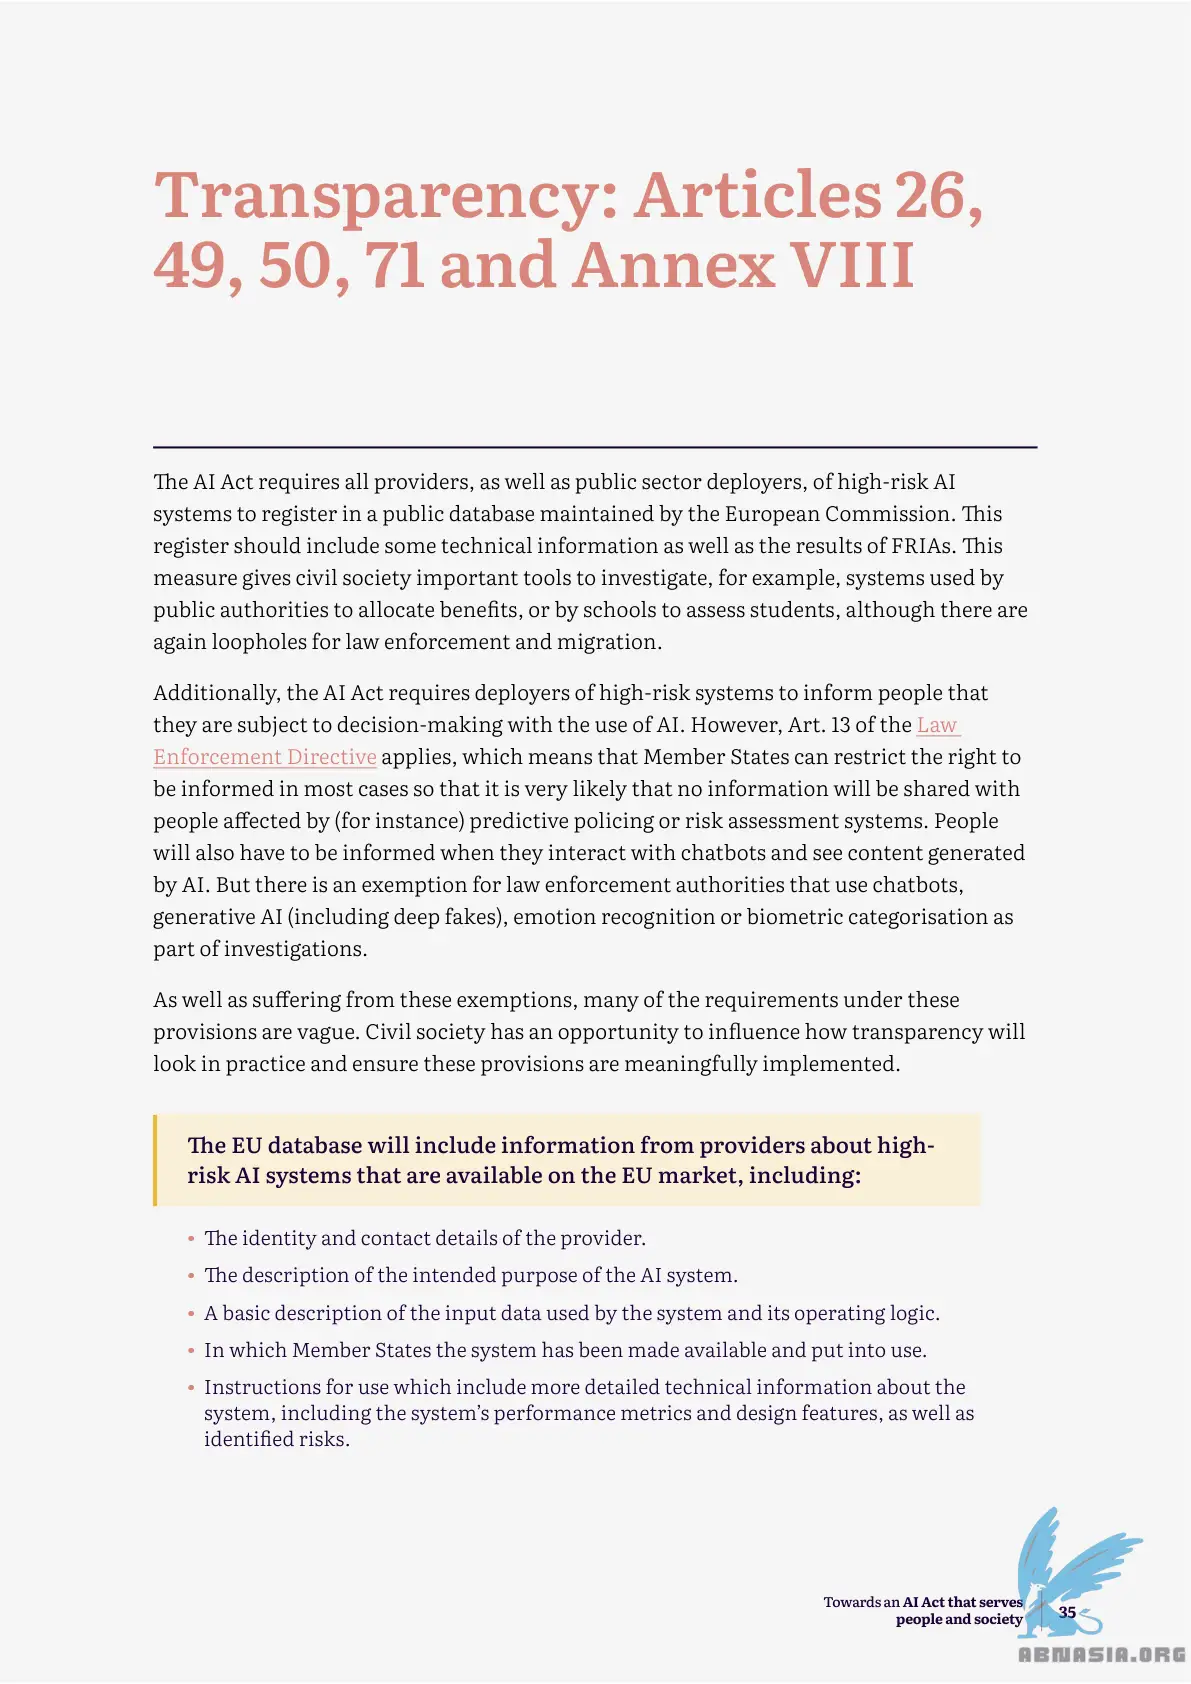 Transparency: Articles 26,
49, 50, 71 and Annex VIII
The AI Act requires all providers, as well as public sector deployers, of high-risk AI
systems to register in a public database maintained by the European Commission. This
register should include some technical information as well as the results of FRIAs. This
measure gives civil society important tools to investigate, for example, systems used by
public authorities to allocate benefits, or by schools to assess students, although there are
again loopholes for law enforcement and migration.
Additionally, the AI Act requires deployers of high-risk systems to inform people that
they are subject to decision-making with the use of AI. However, Art. 13 of the Law
Enforcement Directive applies, which means that Member States can restrict the right to
be informed in most cases so that it is very likely that no information will be shared with
people affected by (for instance) predictive policing or risk assessment systems. People
will also have to be informed when they interact with chatbots and see content generated
by AI. But there is an exemption for law enforcement authorities that use chatbots,
generative AI (including deep fakes), emotion recognition or biometric categorisation as
part of investigations.
As well as suffering from these exemptions, many of the requirements under these
provisions are vague. Civil society has an opportunity to influence how transparency will
look in practice and ensure these provisions are meaningfully implemented.
The EU database will include information from providers about high-
risk AI systems that are available on the EU market, including:
• The identity and contact details of the provider.
• The description of the intended purpose of the AI system.
• A basic description of the input data used by the system and its operating logic.
• In which Member States the system has been made available and put into use.
• Instructions for use which include more detailed technical information about the
system, including the system's performance metrics and design features, as well as
identified risks.
Towards an AI Act that serves
people and society
35
ABNASIA.ORG